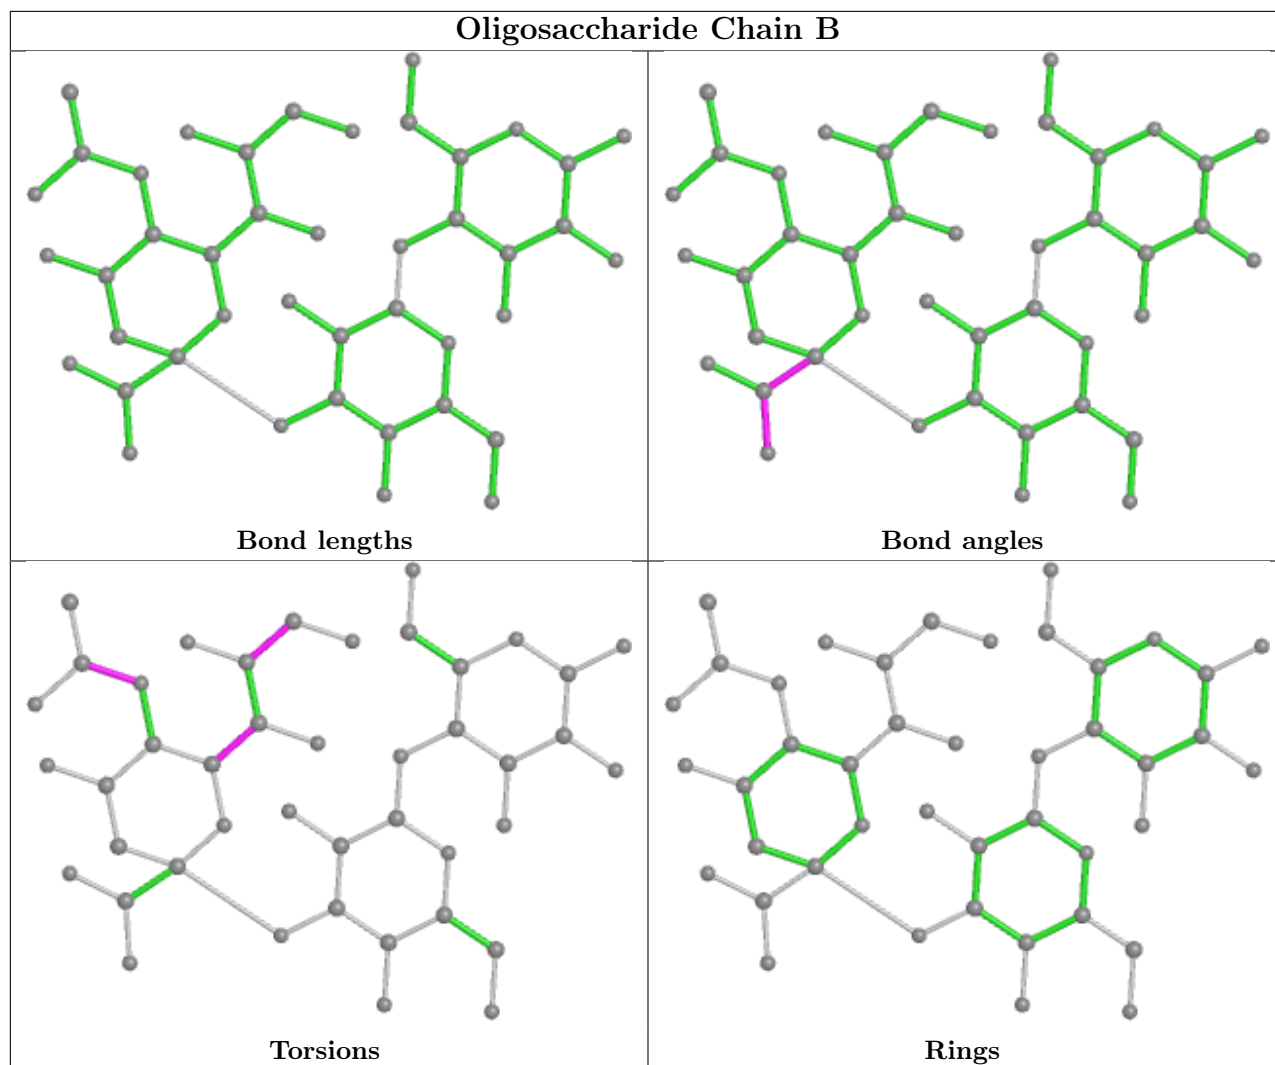 Oligosaccharide Chain B
Bond lengths
Bond angles
Torsions
Rings